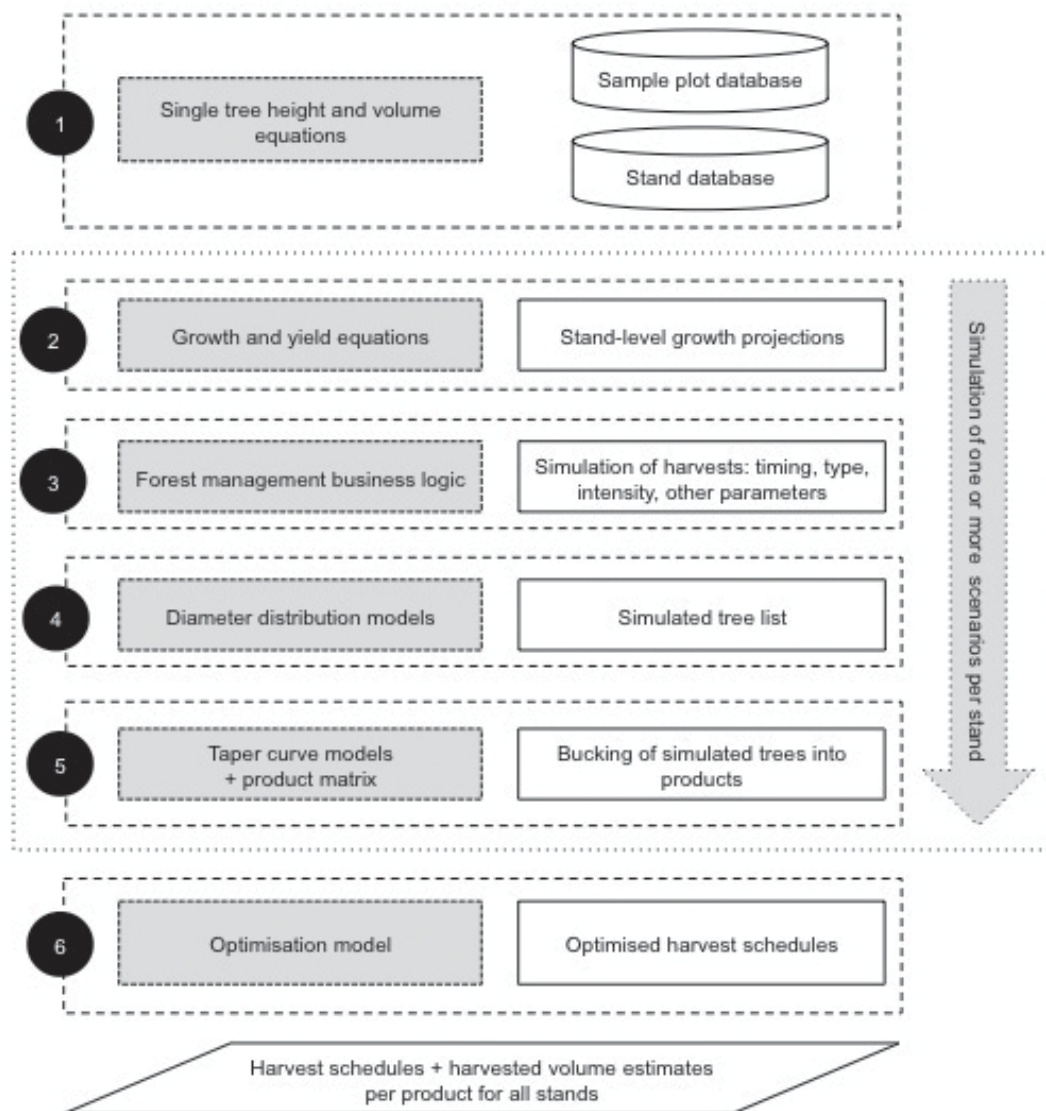 1
Single tree height and volume
equations
Sample plot database
Stand database
2
Growth and yield equations
Stand-level growth projections
3
Forest management business logic
Simulation of harvests: timing, type,
intensity, other parameters
4
Diameter distribution models
Simulated tree list
5
Taper curve models
+ product matrix
Bucking of simulated trees into
products
Simulation of one or more scenarios per stand
6
Optimisation model
Optimised harvest schedules
Harvest schedules + harvested volume estimates
per product for all stands